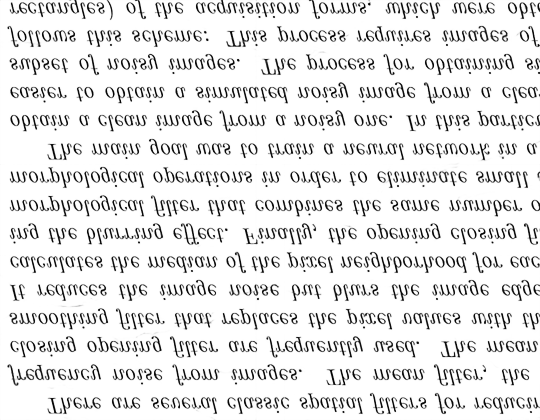 There are several classic spatial filters for reducin
frequency noise from images. The mean filter, the
closing opening filter are frequently used. The mean
smoothing filter that replaces the pixel values with th
It reduces the image noise but blurs the image edge
calculates the median of the pixel neighborhood for eac
ing the blurring effect. Finally, the opening closing fi
morphological filter that combines the same number o
morphological operations in order to eliminate small
The main goal was to train a neural network in a
obtain a clean image from a noisy one. In this particu
easier to obtain a simulated noisy image from a clea
subset of noisy images. The process for obtaining si
follows this scheme: This process requires images of
rectangles) of the acquisition forms, which were obta